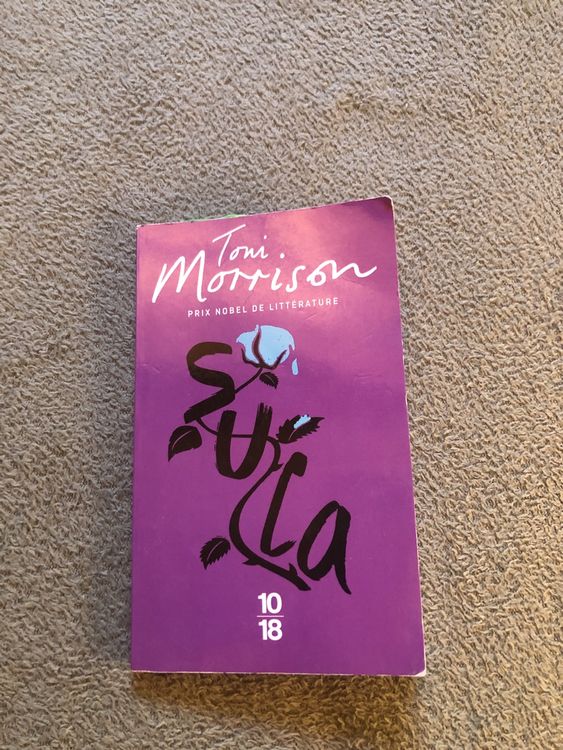 Toni
Morrison
PRIX NOBEL DE LITTÉRATURE
Sula
10
18